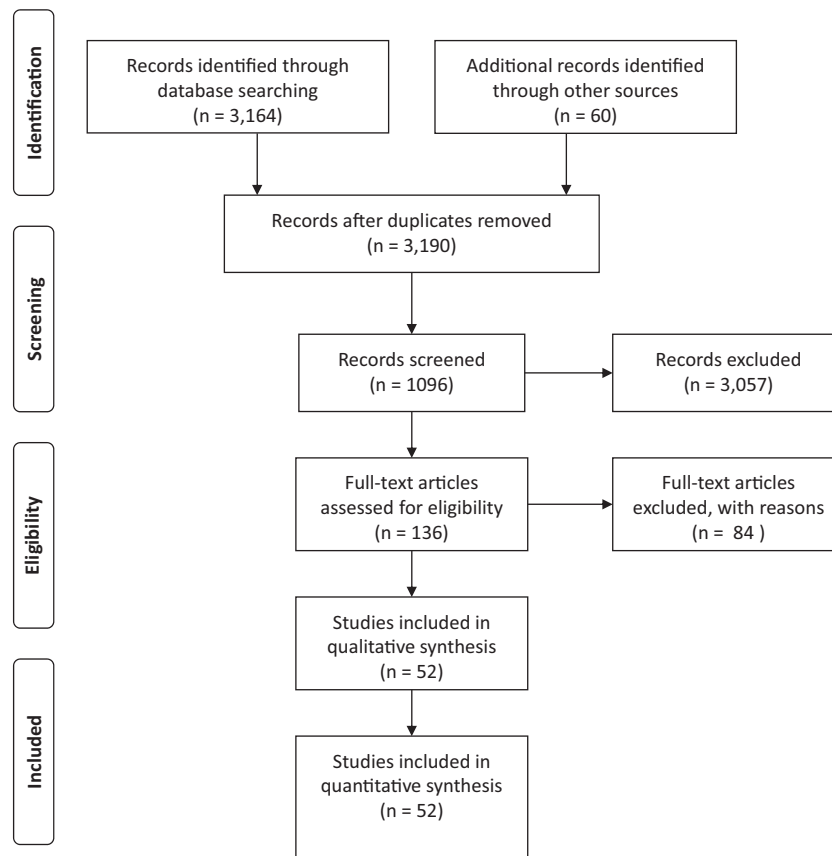 Identification
Records identified through
database searching
(n = 3,164)
Additional records identified
through other sources
(n = 60)
Records after duplicates removed
(n = 3,190)
Screening
Records screened
(n = 1096)
Records excluded
(n = 3,057)
Eligibility
Full-text articles
assessed for eligibility
(n = 136)
Full-text articles
excluded, with reasons
(n = 84 )
Studies included in
qualitative synthesis
(n = 52)
Included
Studies included in
quantitative synthesis
(n = 52)